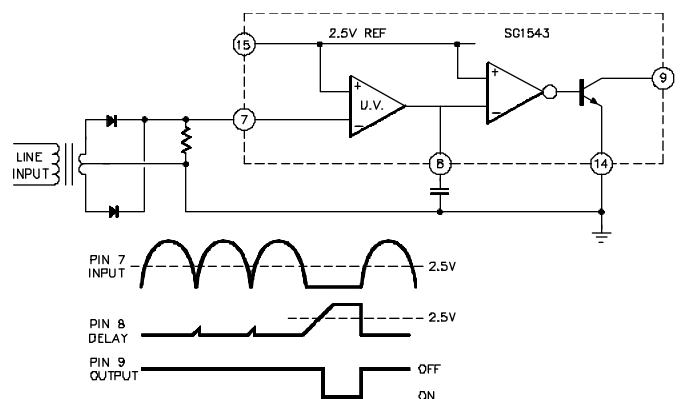 15
2.5V REF
SG1543
+
+
9
U.V.
7
−
−
LINE
INPUT
8
14
PIN 7
INPUT
2.5V
PIN 8
DELAY
2.5V
PIN 9
OUTPUT
OFF
ON